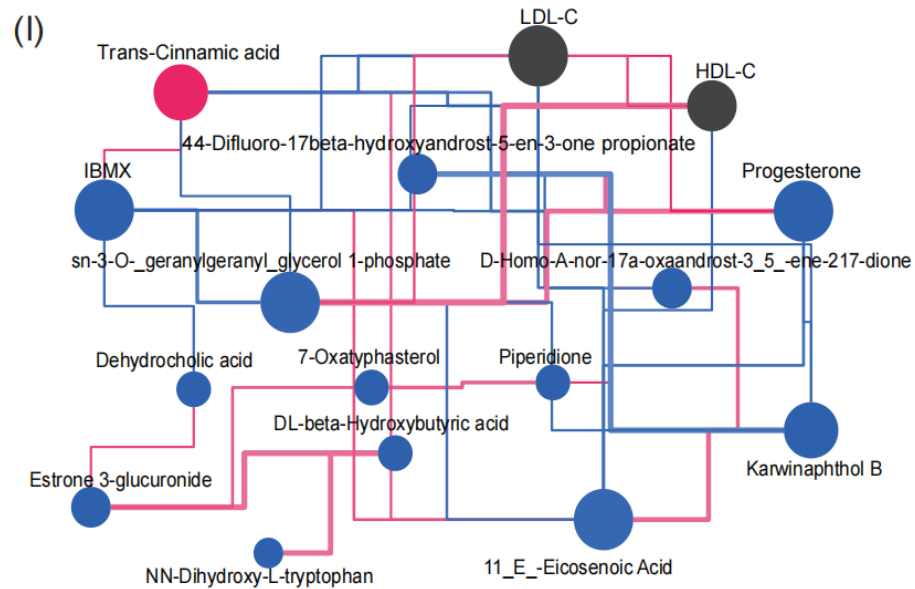 (I)
LDL-C
Trans-Cinnamic acid
HDL-C
44-Difluoro-17beta-hydroxyandrost-5-en-3-one propionate
IBMX
Progesterone
sn-3-O-_geranylgeranyl_glycerol 1-phosphate
D-Homo-A-nor-17a-oxaandrost-3_5_-ene-217-dione
Dehydrocholic acid
7-Oxatyphasterol
Piperidione
DL-beta-Hydroxybutyric acid
Karwinaphthol B
Estrone 3-glucuronide
11_E_-Eicosenoic Acid
NN-Dihydroxy-L-tryptophan